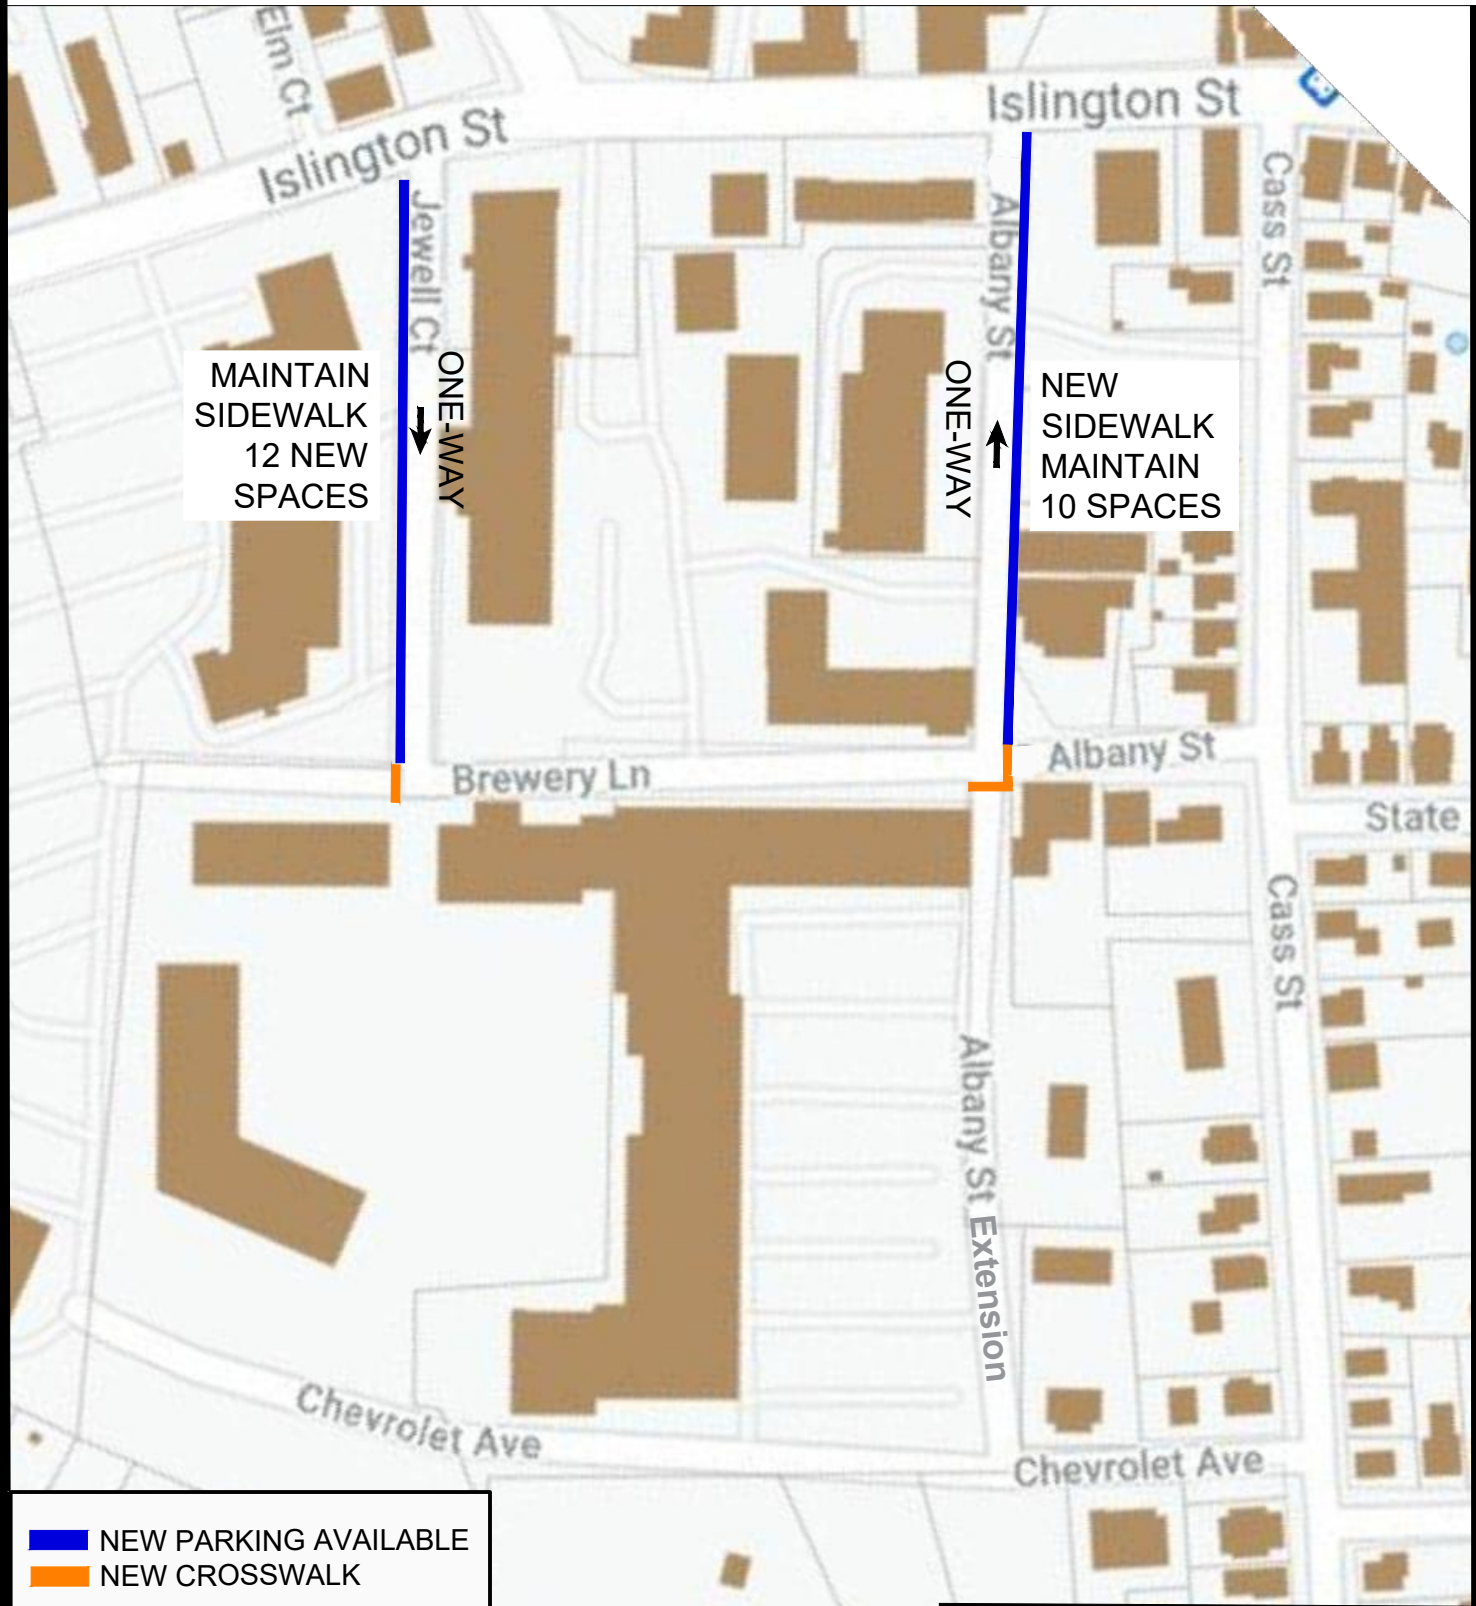 Elm Ct
Islington St
Islington St
Jewell Ct
Albany St
Cass St
MAINTAIN
SIDEWALK
12 NEW
SPACES
ONE-WAY
ONE-WAY
NEW
SIDEWALK
MAINTAIN
10 SPACES
Brewery Ln
Albany St
State
Cass St
Albany St Extension
Chevrolet Ave
Chevrolet Ave
NEW PARKING AVAILABLE
NEW CROSSWALK